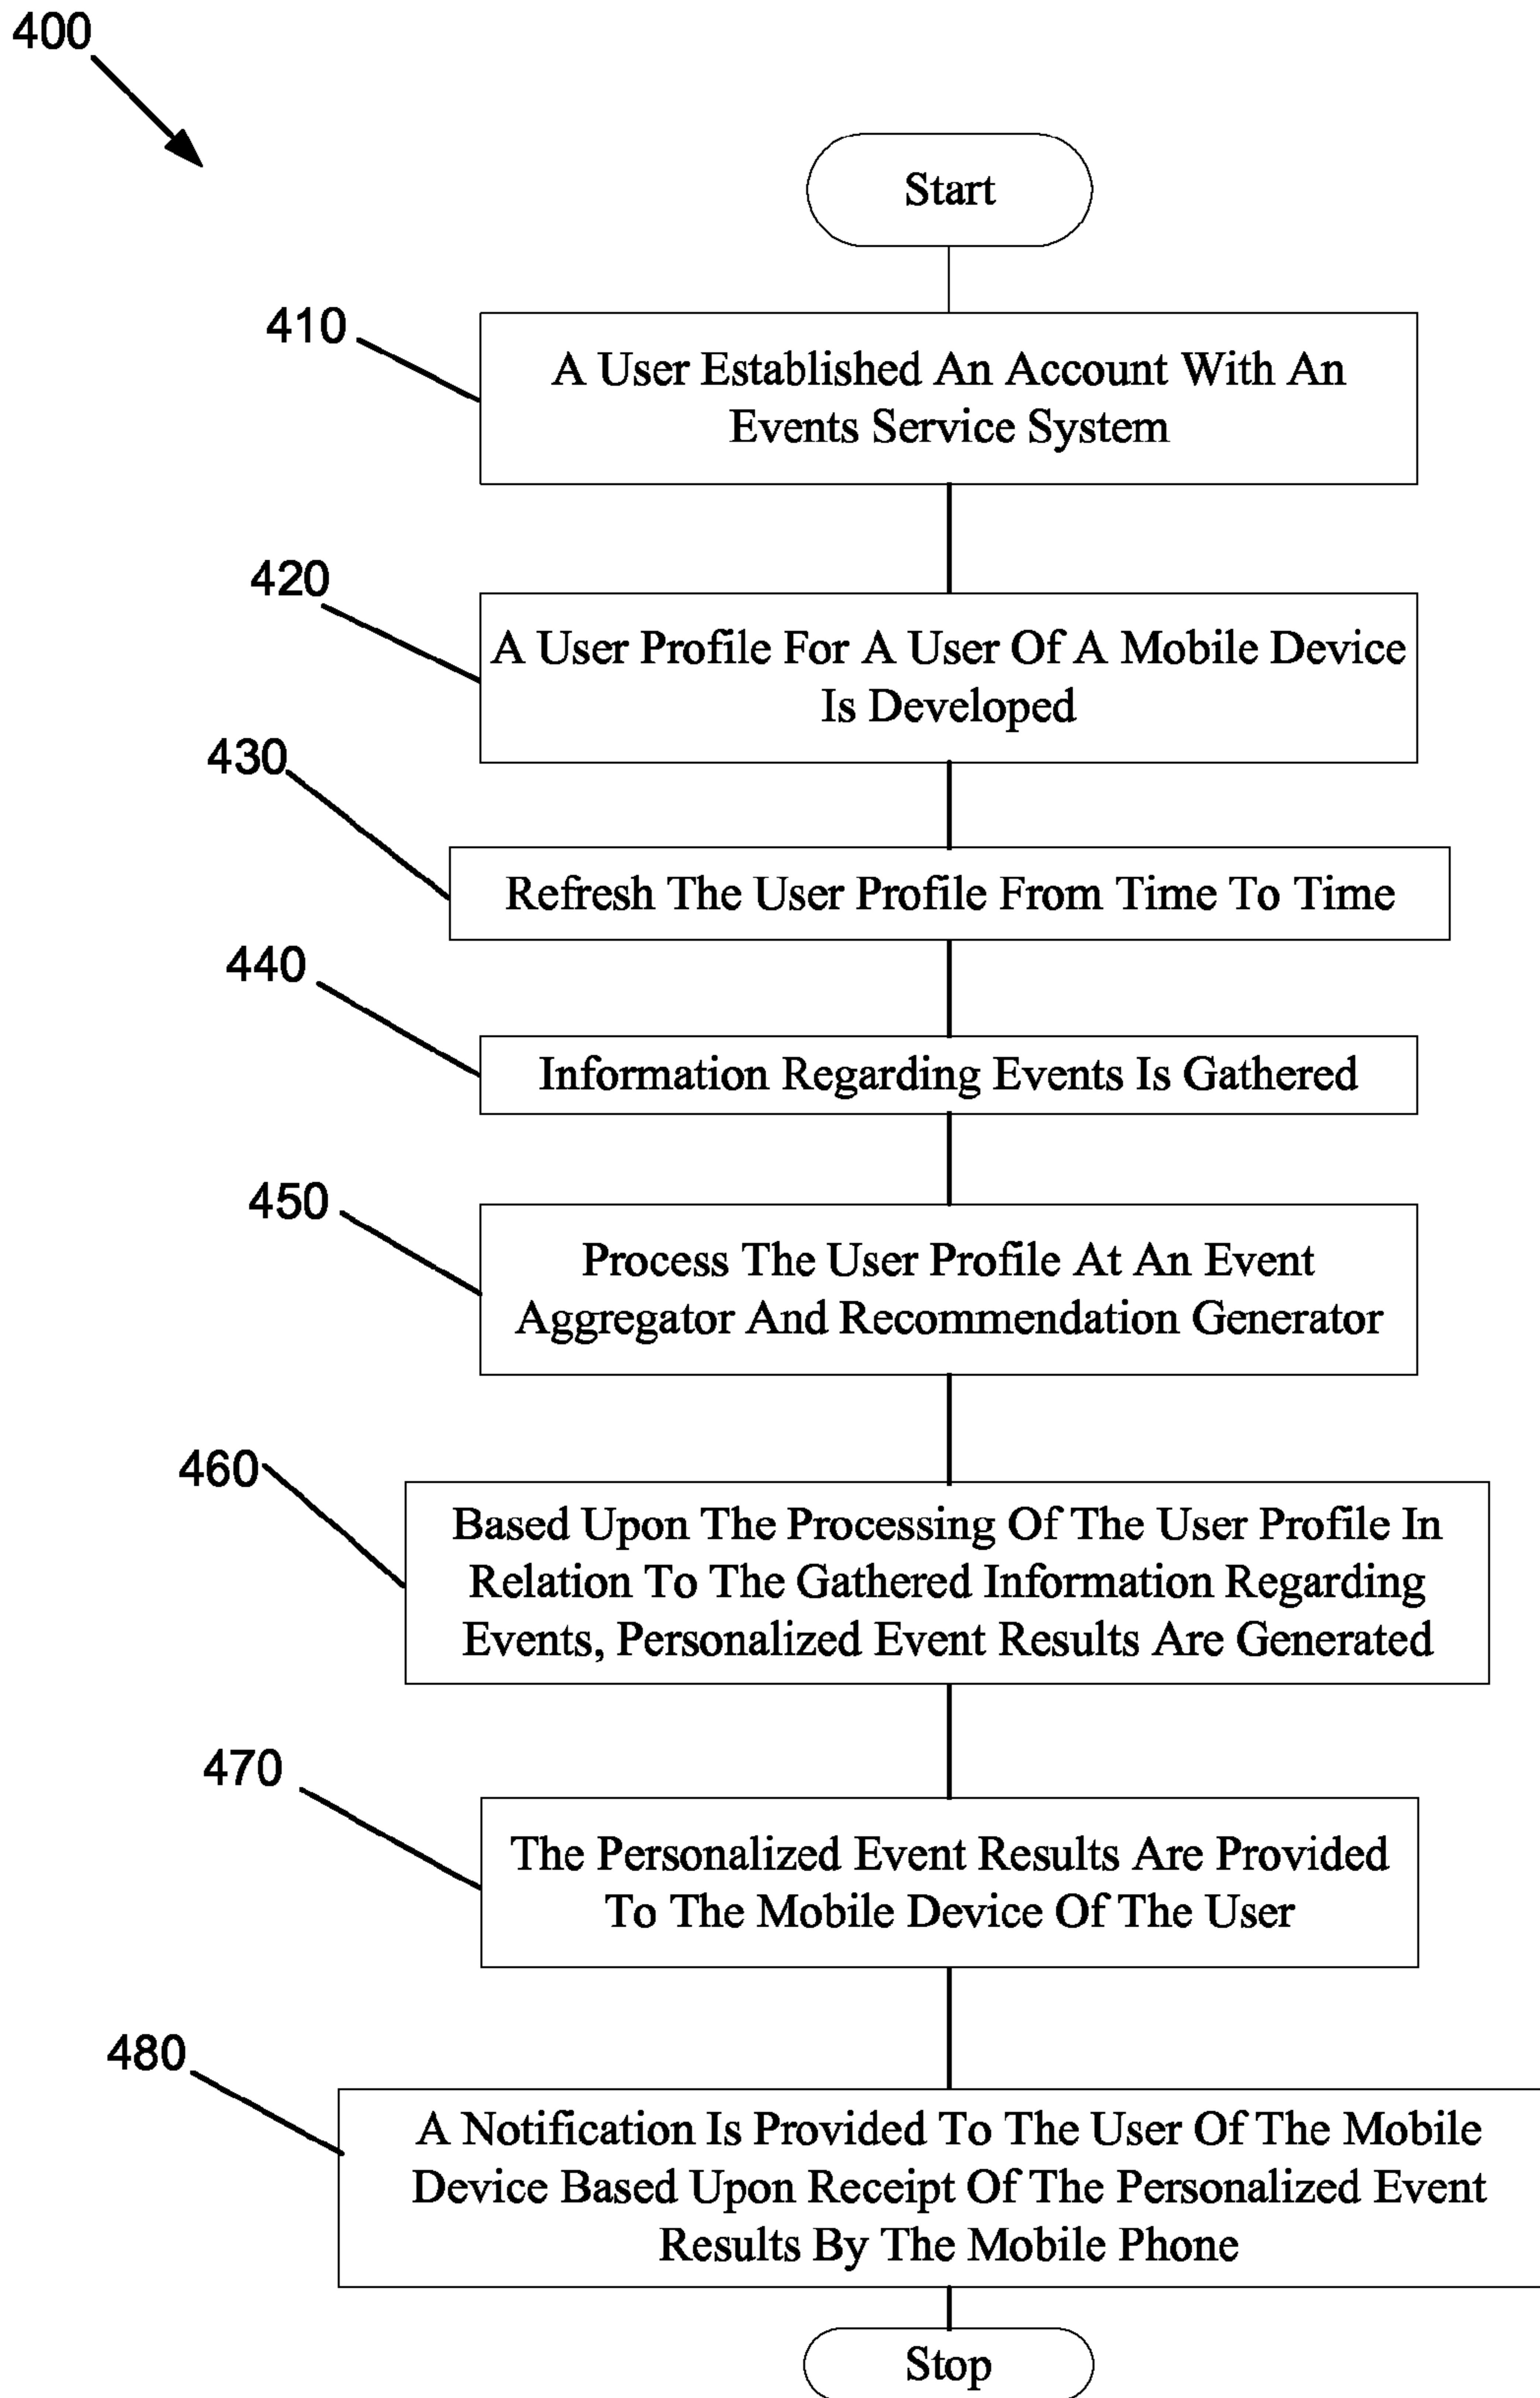 400
Start
410
A User Established An Account With An
Events Service System
420
A User Profile For A User Of A Mobile Device
Is Developed
430
Refresh The User Profile From Time To Time
440
Information Regarding Events Is Gathered
450
Process The User Profile At An Event
Aggregator And Recommendation Generator
460
Based Upon The Processing Of The User Profile In
Relation To The Gathered Information Regarding
Events, Personalized Event Results Are Generated
470
The Personalized Event Results Are Provided
To The Mobile Device Of The User
480
A Notification Is Provided To The User Of The Mobile
Device Based Upon Receipt Of The Personalized Event
Results By The Mobile Phone
Stop